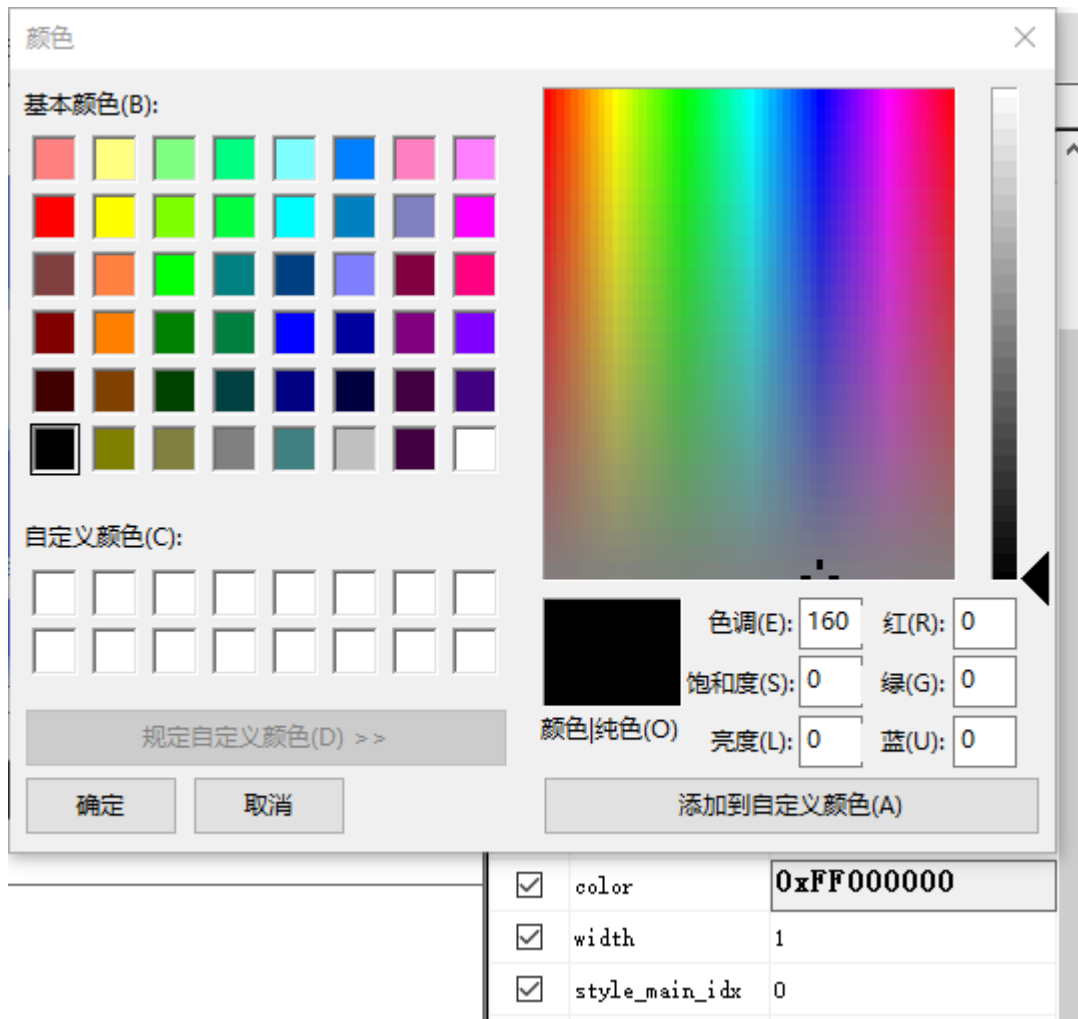 颜色
基本颜色(B):
自定义颜色(C):
规定自定义颜色(D) >>
确定
取消
颜色|纯色(O)
色调(E): 160
红(R): 0
饱和度(S): 0
绿(G): 0
亮度(L): 0
蓝(U): 0
添加到自定义颜色(A)
color 0xFF000000
width 1
style_main_idx 0